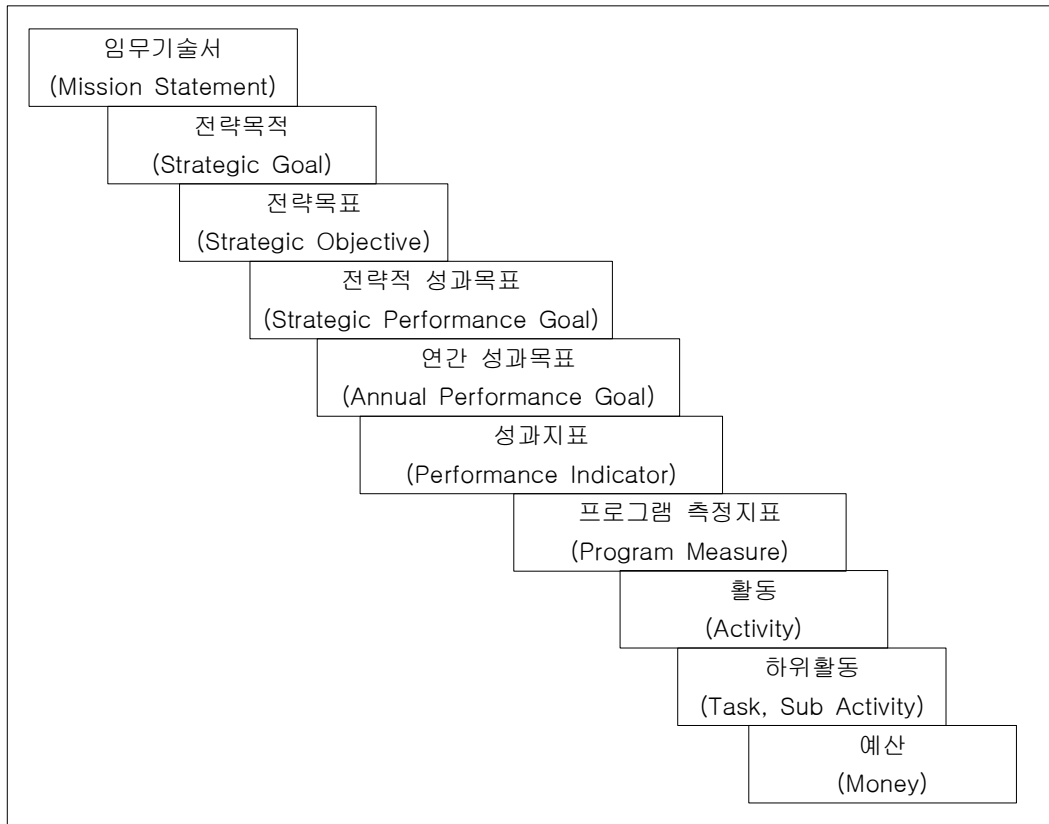 임무기술서
(Mission Statement)
전략목적
(Strategic Goal)
전략목표
(Strategic Objective)
전략적 성과목표
(Strategic Performance Goal)
연간 성과목표
(Annual Performance Goal)
성과지표
(Performance Indicator)
프로그램 측정지표
(Program Measure)
활동
(Activity)
하위활동
(Task, Sub Activity)
예산
(Money)